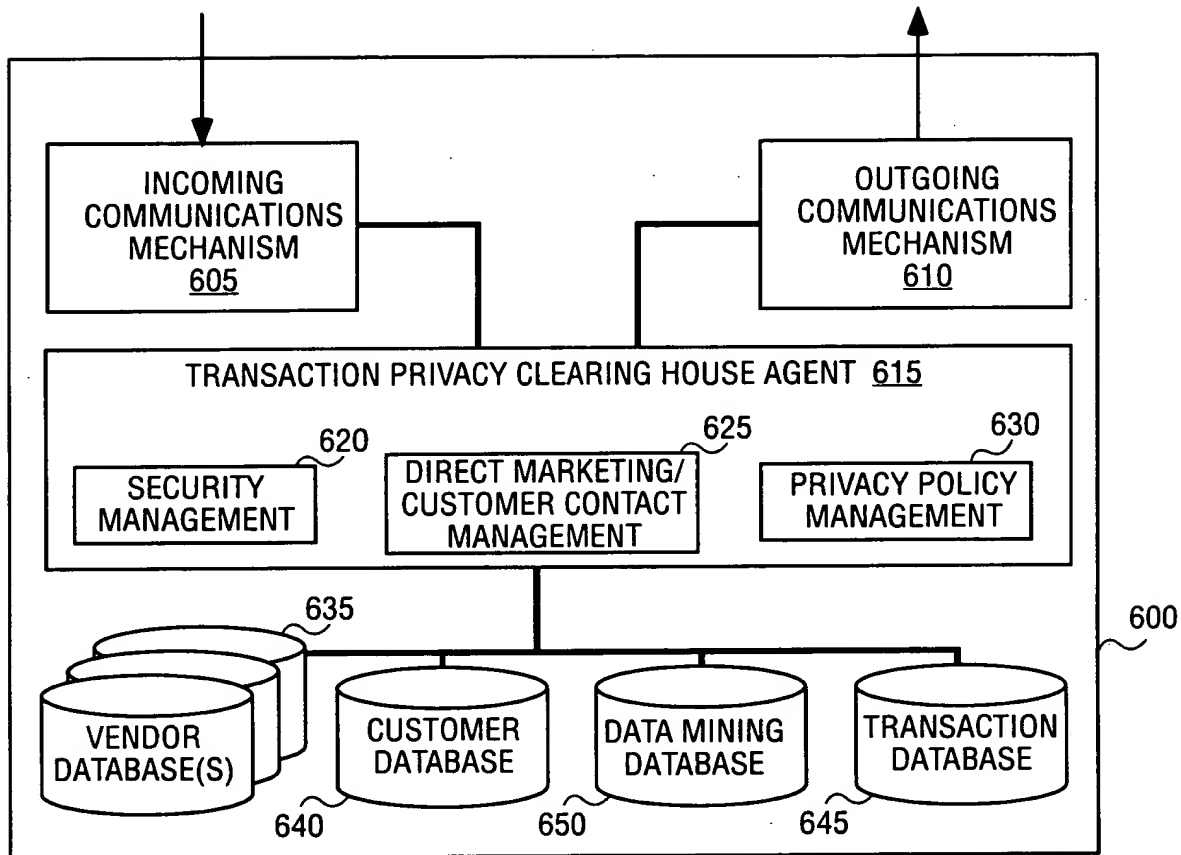 INCOMING
COMMUNICATIONS
MECHANISM
605
OUTGOING
COMMUNICATIONS
MECHANISM
610
TRANSACTION PRIVACY CLEARING HOUSE AGENT 615
620
SECURITY
MANAGEMENT
625
DIRECT MARKETING/
CUSTOMER CONTACT
MANAGEMENT
630
PRIVACY POLICY
MANAGEMENT
635
600
VENDOR
DATABASE(S)
CUSTOMER
DATABASE
DATA MINING
DATABASE
TRANSACTION
DATABASE
640
650
645